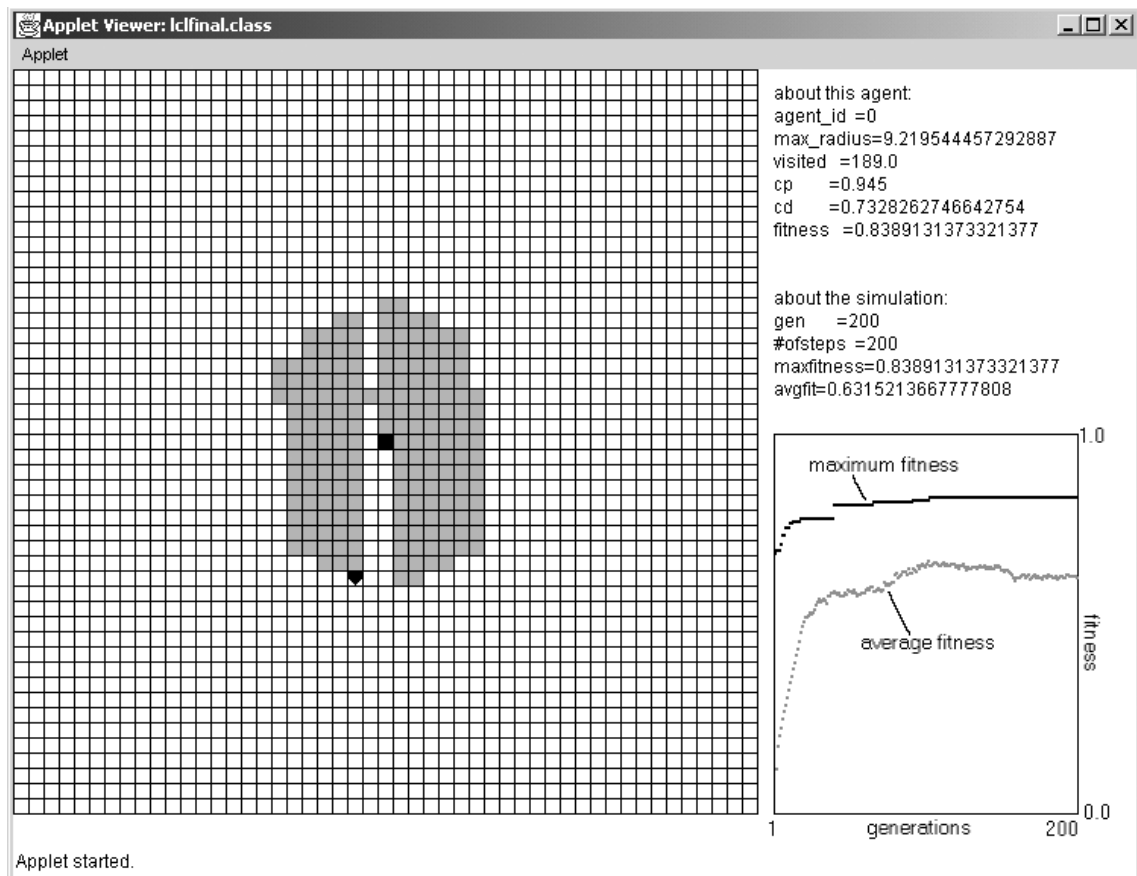 Applet Viewer: lclfinal.class
Applet
about this agent:
agent_id =0
max_radius=9.219544457292887
visited =189.0
cp =0.945
cd =0.7328262746642754
fitness =0.8389131373321377
about the simulation:
gen =200
#ofsteps =200
maxfitness=0.8389131373321377
avgfit=0.6315213667777808
1.0
maximum fitness
average fitness
fitness
0.0
1 generations 200
Applet started.